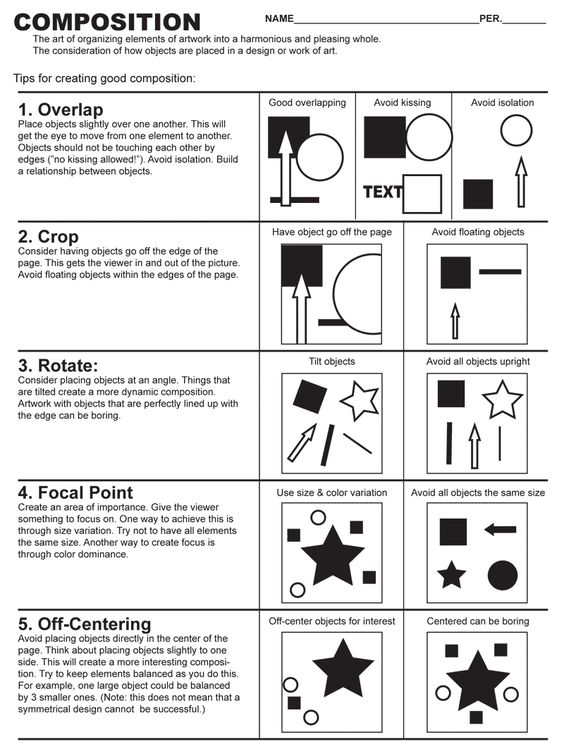 COMPOSITION
NAME PER.
The art of organizing elements of artwork into a harmonious and pleasing whole.
The consideration of how objects are placed in a design or work of art.
Tips for creating good composition:
1. Overlap
Place objects slightly over one another. This will
get the eye to move from one element to another.
Objects should not be touching each other by
edges ("no kissing allowed!"). Avoid isolation. Build
a relationship between objects.
Good overlapping
Avoid kissing
TEXT
Avoid isolation
2. Crop
Consider having objects go off the edge of the
page. This gets the viewer in and out of the picture.
Avoid floating objects within the edges of the page.
Have object go off the page
Avoid floating objects
3. Rotate:
Consider placing objects at an angle. Things that
are tilted create a more dynamic composition.
Artwork with objects that are perfectly lined up with
the edge can be boring.
Tilt objects
Avoid all objects upright
4. Focal Point
Create an area of importance. Give the viewer
something to focus on. One way to achieve this is
through size variation. Try not to have all elements
the same size. Another way to create focus is
through color dominance.
Use size & color variation
Avoid all objects the same size
5. Off-Centering
Avoid placing objects directly in the center of the
page. Think about placing objects slightly to one
side. This will create a more interesting composi-
tion. Try to keep elements balanced as you do this.
For example, one large object could be balanced
by 3 smaller ones. (Note: this does not mean that a
symmetrical design cannot be successful.)
Off-center objects for interest
Centered can be boring